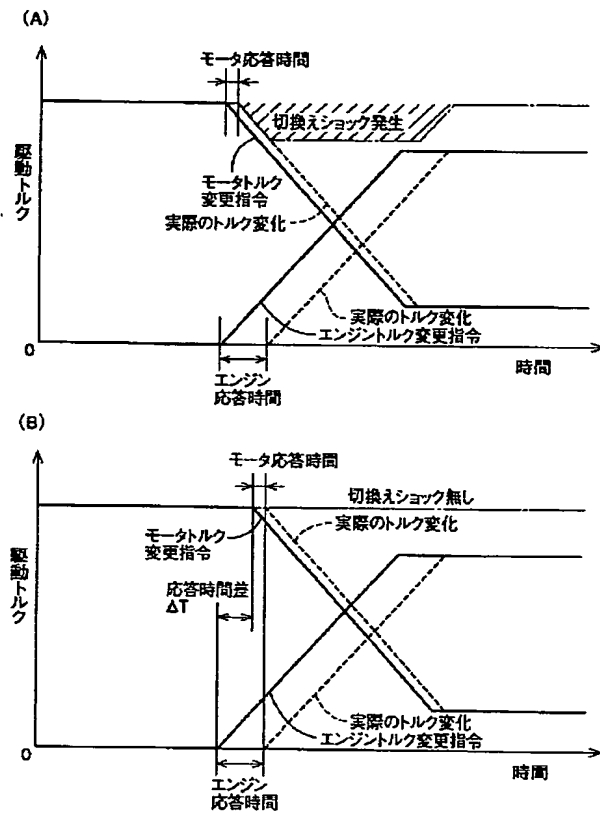 (A)
モータ応答時間
切換えショック発生
駆動トルク
モータトルク
変更指令
実際のトルク変化
実際のトルク変化
エンジントルク変更指令
0
時間
エンジン
応答時間
(B)
モータ応答時間
切換えショック無し
モータトルク
変更指令
実際のトルク変化
駆動トルク
応答時間差
ΔT
実際のトルク変化
エンジントルク変更指令
0
時間
エンジン
応答時間